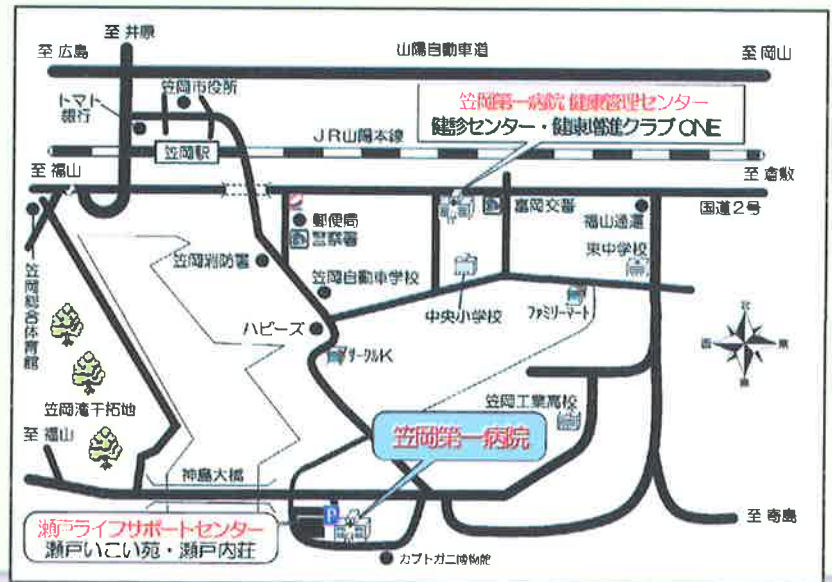 至 井原
至 広島
山陽自動車道
至 岡山
笠岡市役所
トマト
銀行
笠岡第一病院 健康管理センター
健診センター・健康増進クラブONE
JR山陽本線
笠岡駅
至 福山
至 倉敷
国道2号
郵便局
警察署
富岡交番
福山通運
東中学校
笠岡消防署
笠岡自動車学校
笠岡総合体育館
中央小学校
ファミリーマート
ハピーズ
サークルK
北
西
東
南
笠岡湾干拓地
笠岡工業高校
至 福山
笠岡第一病院
神島大橋
P
瀬戸ライフサポートセンター
瀬戸いこい苑・瀬戸内荘
至 寄島
カブトガニ博物館